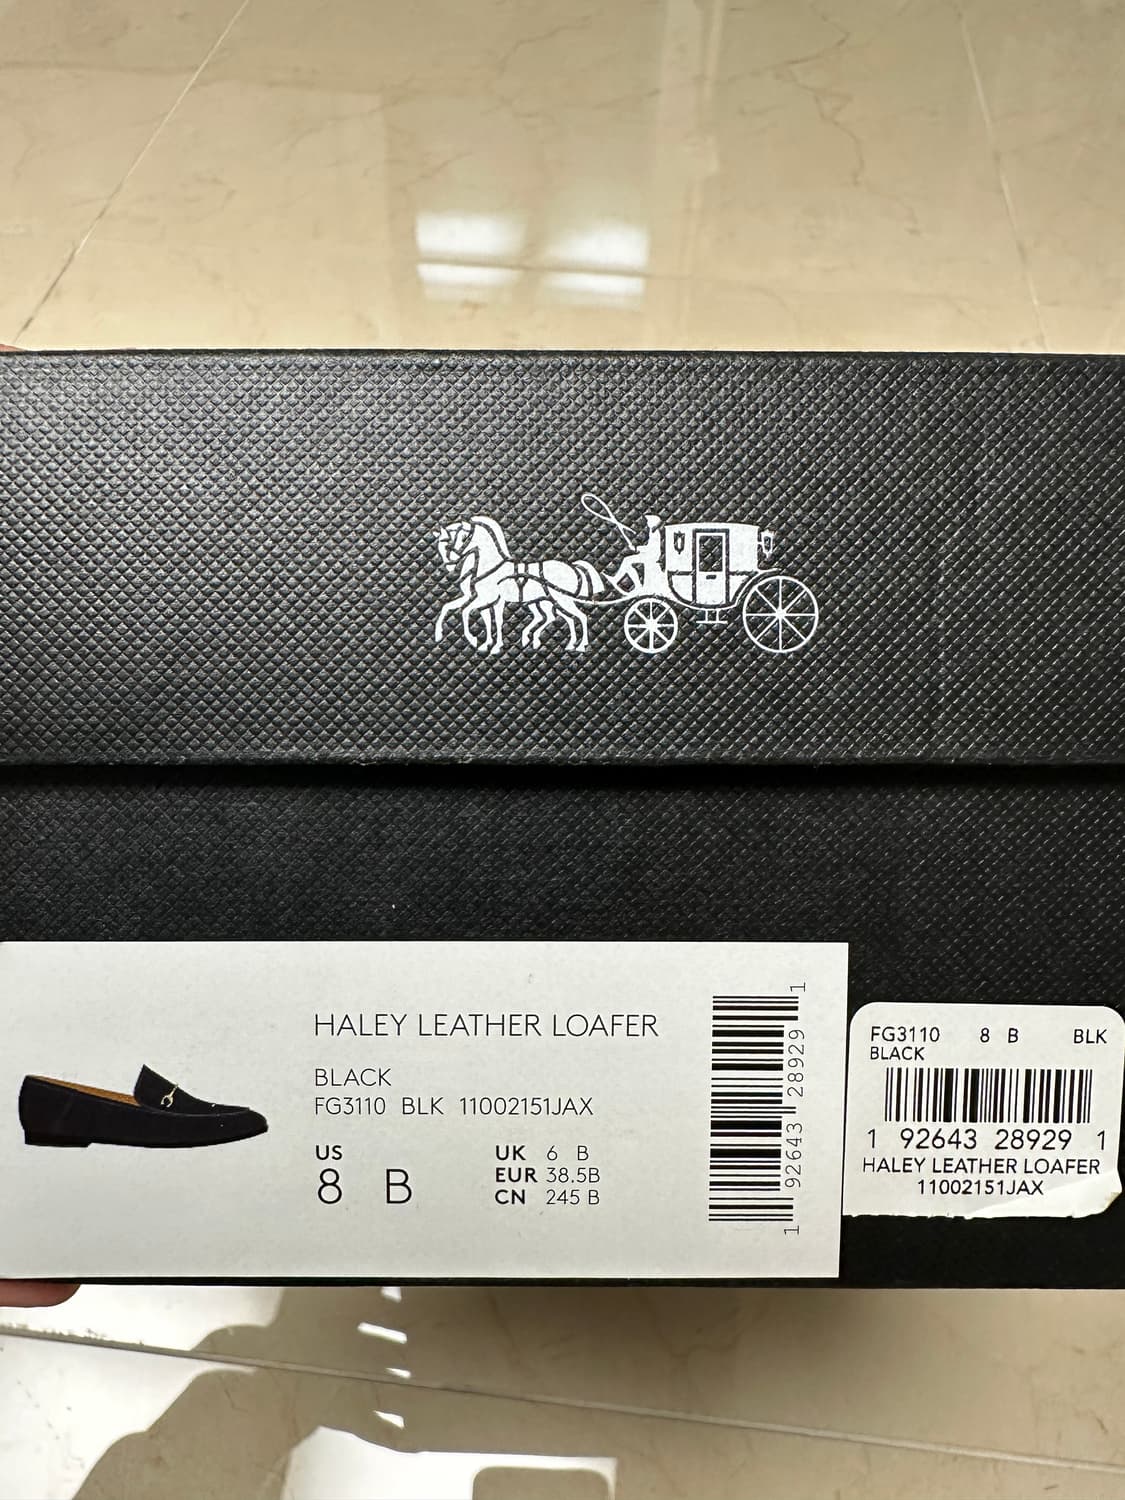 HALEY LEATHER LOAFER
BLACK
FG3110 BLK 11002151JAX
US
8 B
UK 6 B
EUR 38.5B
CN 245 B
1 92643 28929 1
FG3110 8 B BLK
BLACK
1 92643 28929 1
HALEY LEATHER LOAFER
11002151JAX